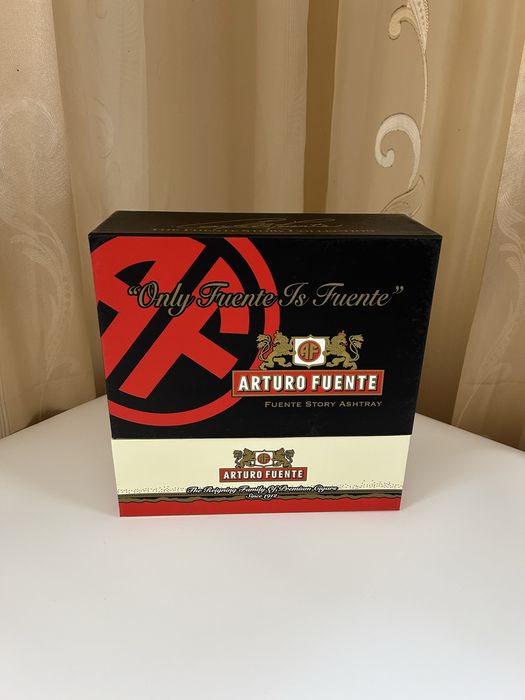 "Only Fuente Is Fuente"
AF
ARTURO FUENTE
FUENTE STORY ASHTRAY
ARTURO FUENTE
The Reigning Family Of Premium Cigars
Since 1912